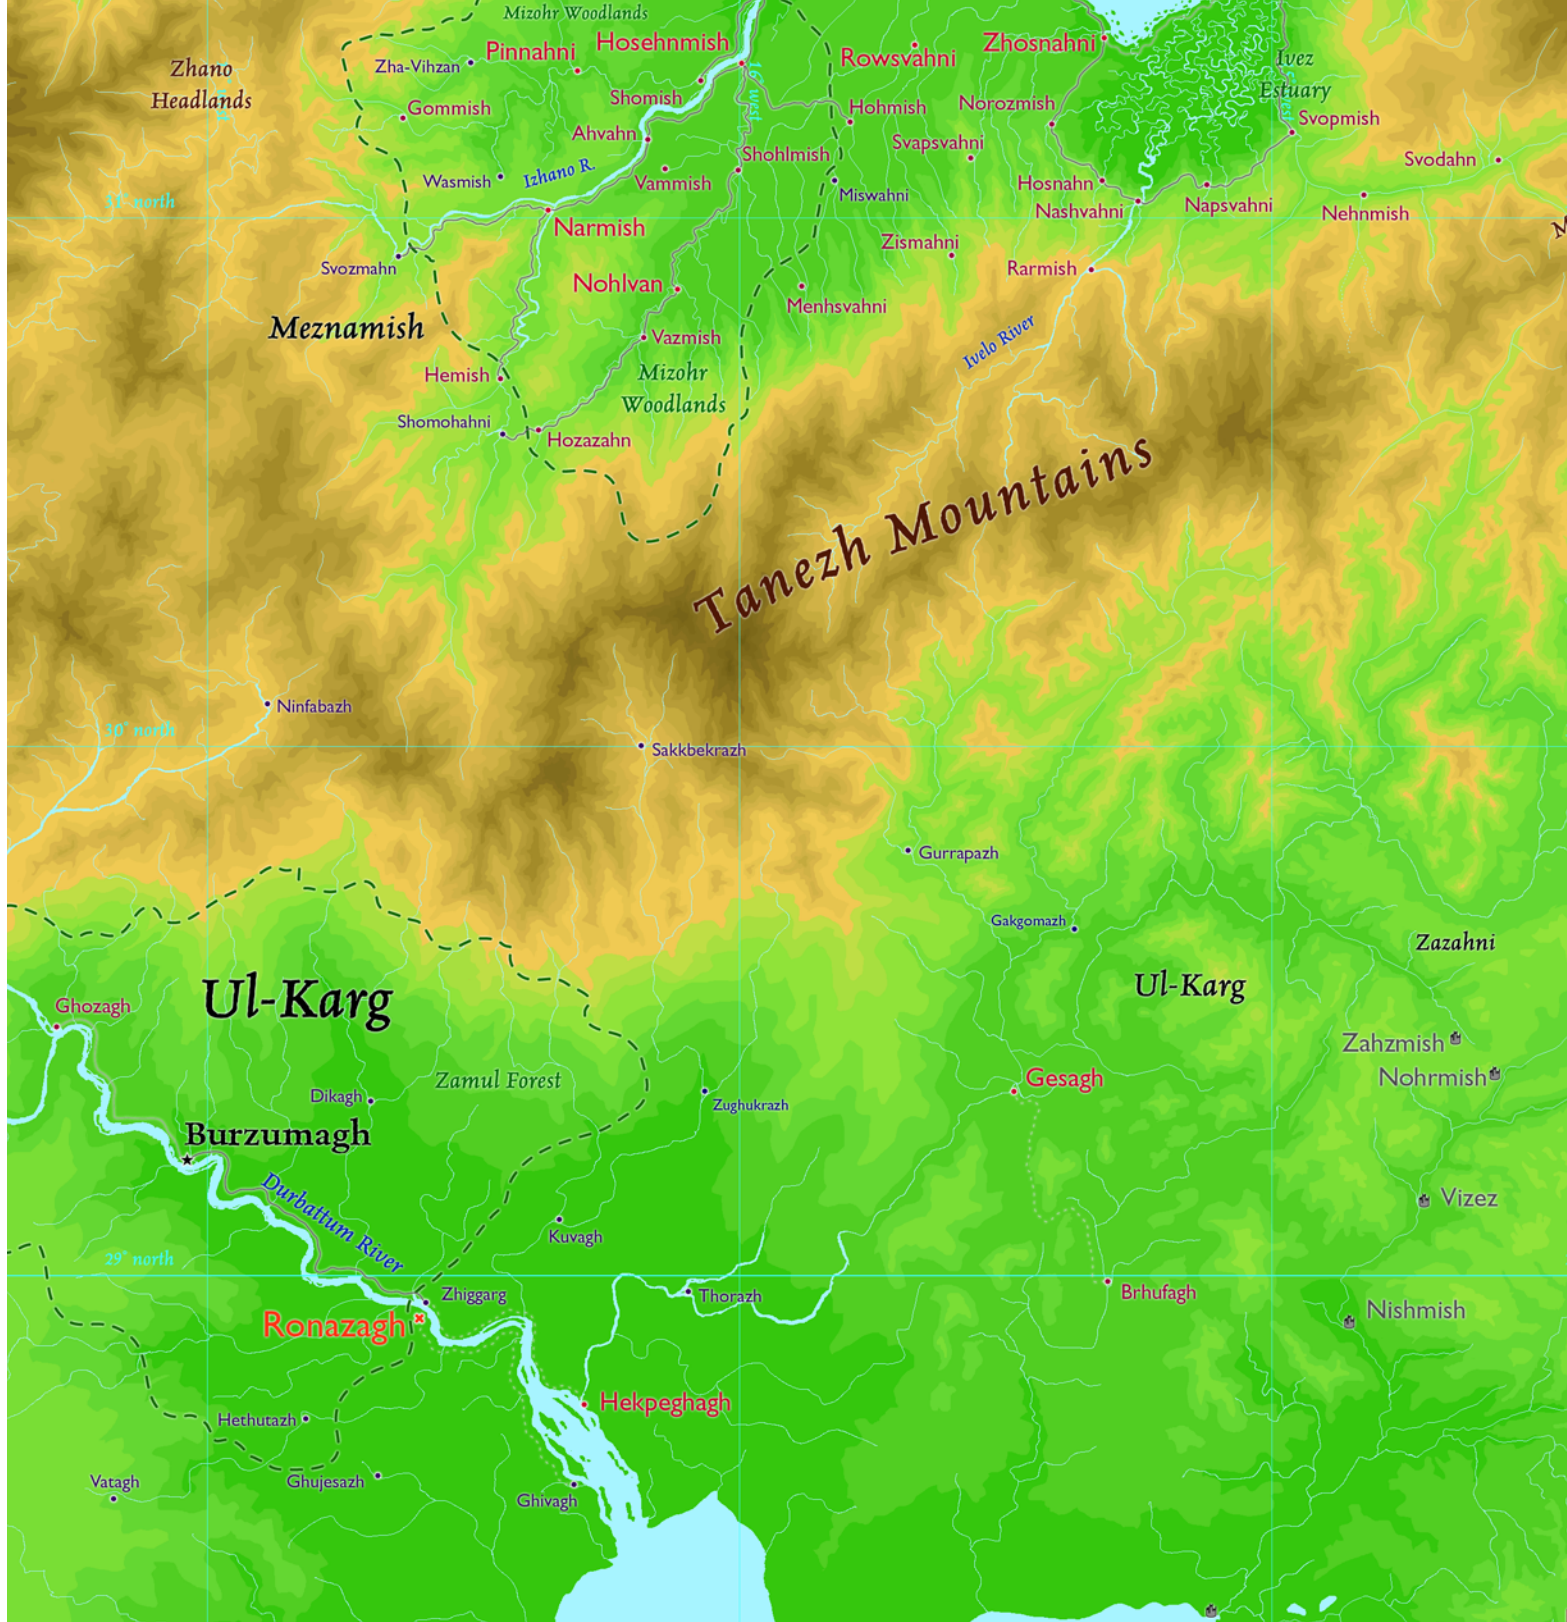 Mizohr Woodlands
Hosehnmish
Zhosnahni
Pinnahni
Rowsvahni
Zha-Vihzan
Zhano
Headlands
Ivez
Estuary
16° west
Shomish
Gommish
Hohmish
Norozmish
Svopmish
Ahvahn
Svapsvahni
Shohlmish
Svodahn
Izhano R.
Wasmish
Vammish
Hosnahn
Miswahni
31° north
Nashvahni
Napsvahni
Nehnmish
Narmish
M
Zismahni
Svozmahn
Rarmish
Nohlvan
Menhsvahni
Meznamish
Vazmish
Ivelo River
Hemish
Mizohr
Woodlands
Shomohahni
Hozazahn
Tanezh Mountains
Ninfabazh
30° north
Sakkbekrazh
Gurrapazh
Gakgomazh
Zazahni
Ul-Karg
Ul-Karg
Ghozagh
Zahzmish
Nohrmish
Zamul Forest
Gesagh
Dikagh
Zughukrazh
Burzumagh
Vizez
Durbattum River
Kuvagh
29° north
Zhiggarg
Thorazh
Brhufagh
Nishmish
Ronazagh
Hekpeghagh
Hethutazh
Vatagh
Ghujesazh
Ghivagh